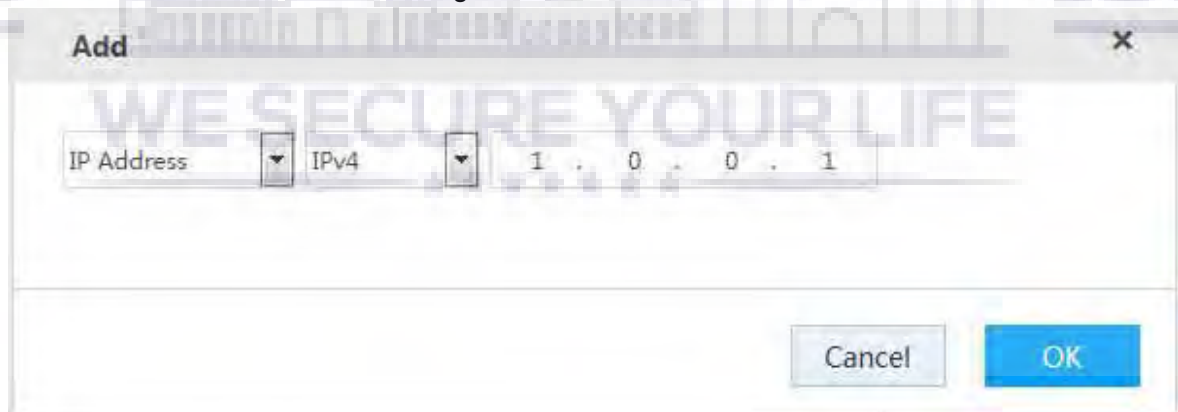 Add ×
WE SECURE YOUR LIFE
IP Address IPv4 1 . 0 . 0 . 1
Cancel OK